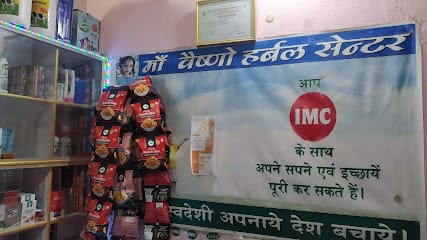 माँ वैष्णो हर्बल सेन्टर
आप
IMC
के साथ
अपने सपने एवं इच्छायें
पूरी कर सकते हैं।
स्वदेशी अपनाये देश बचाये।